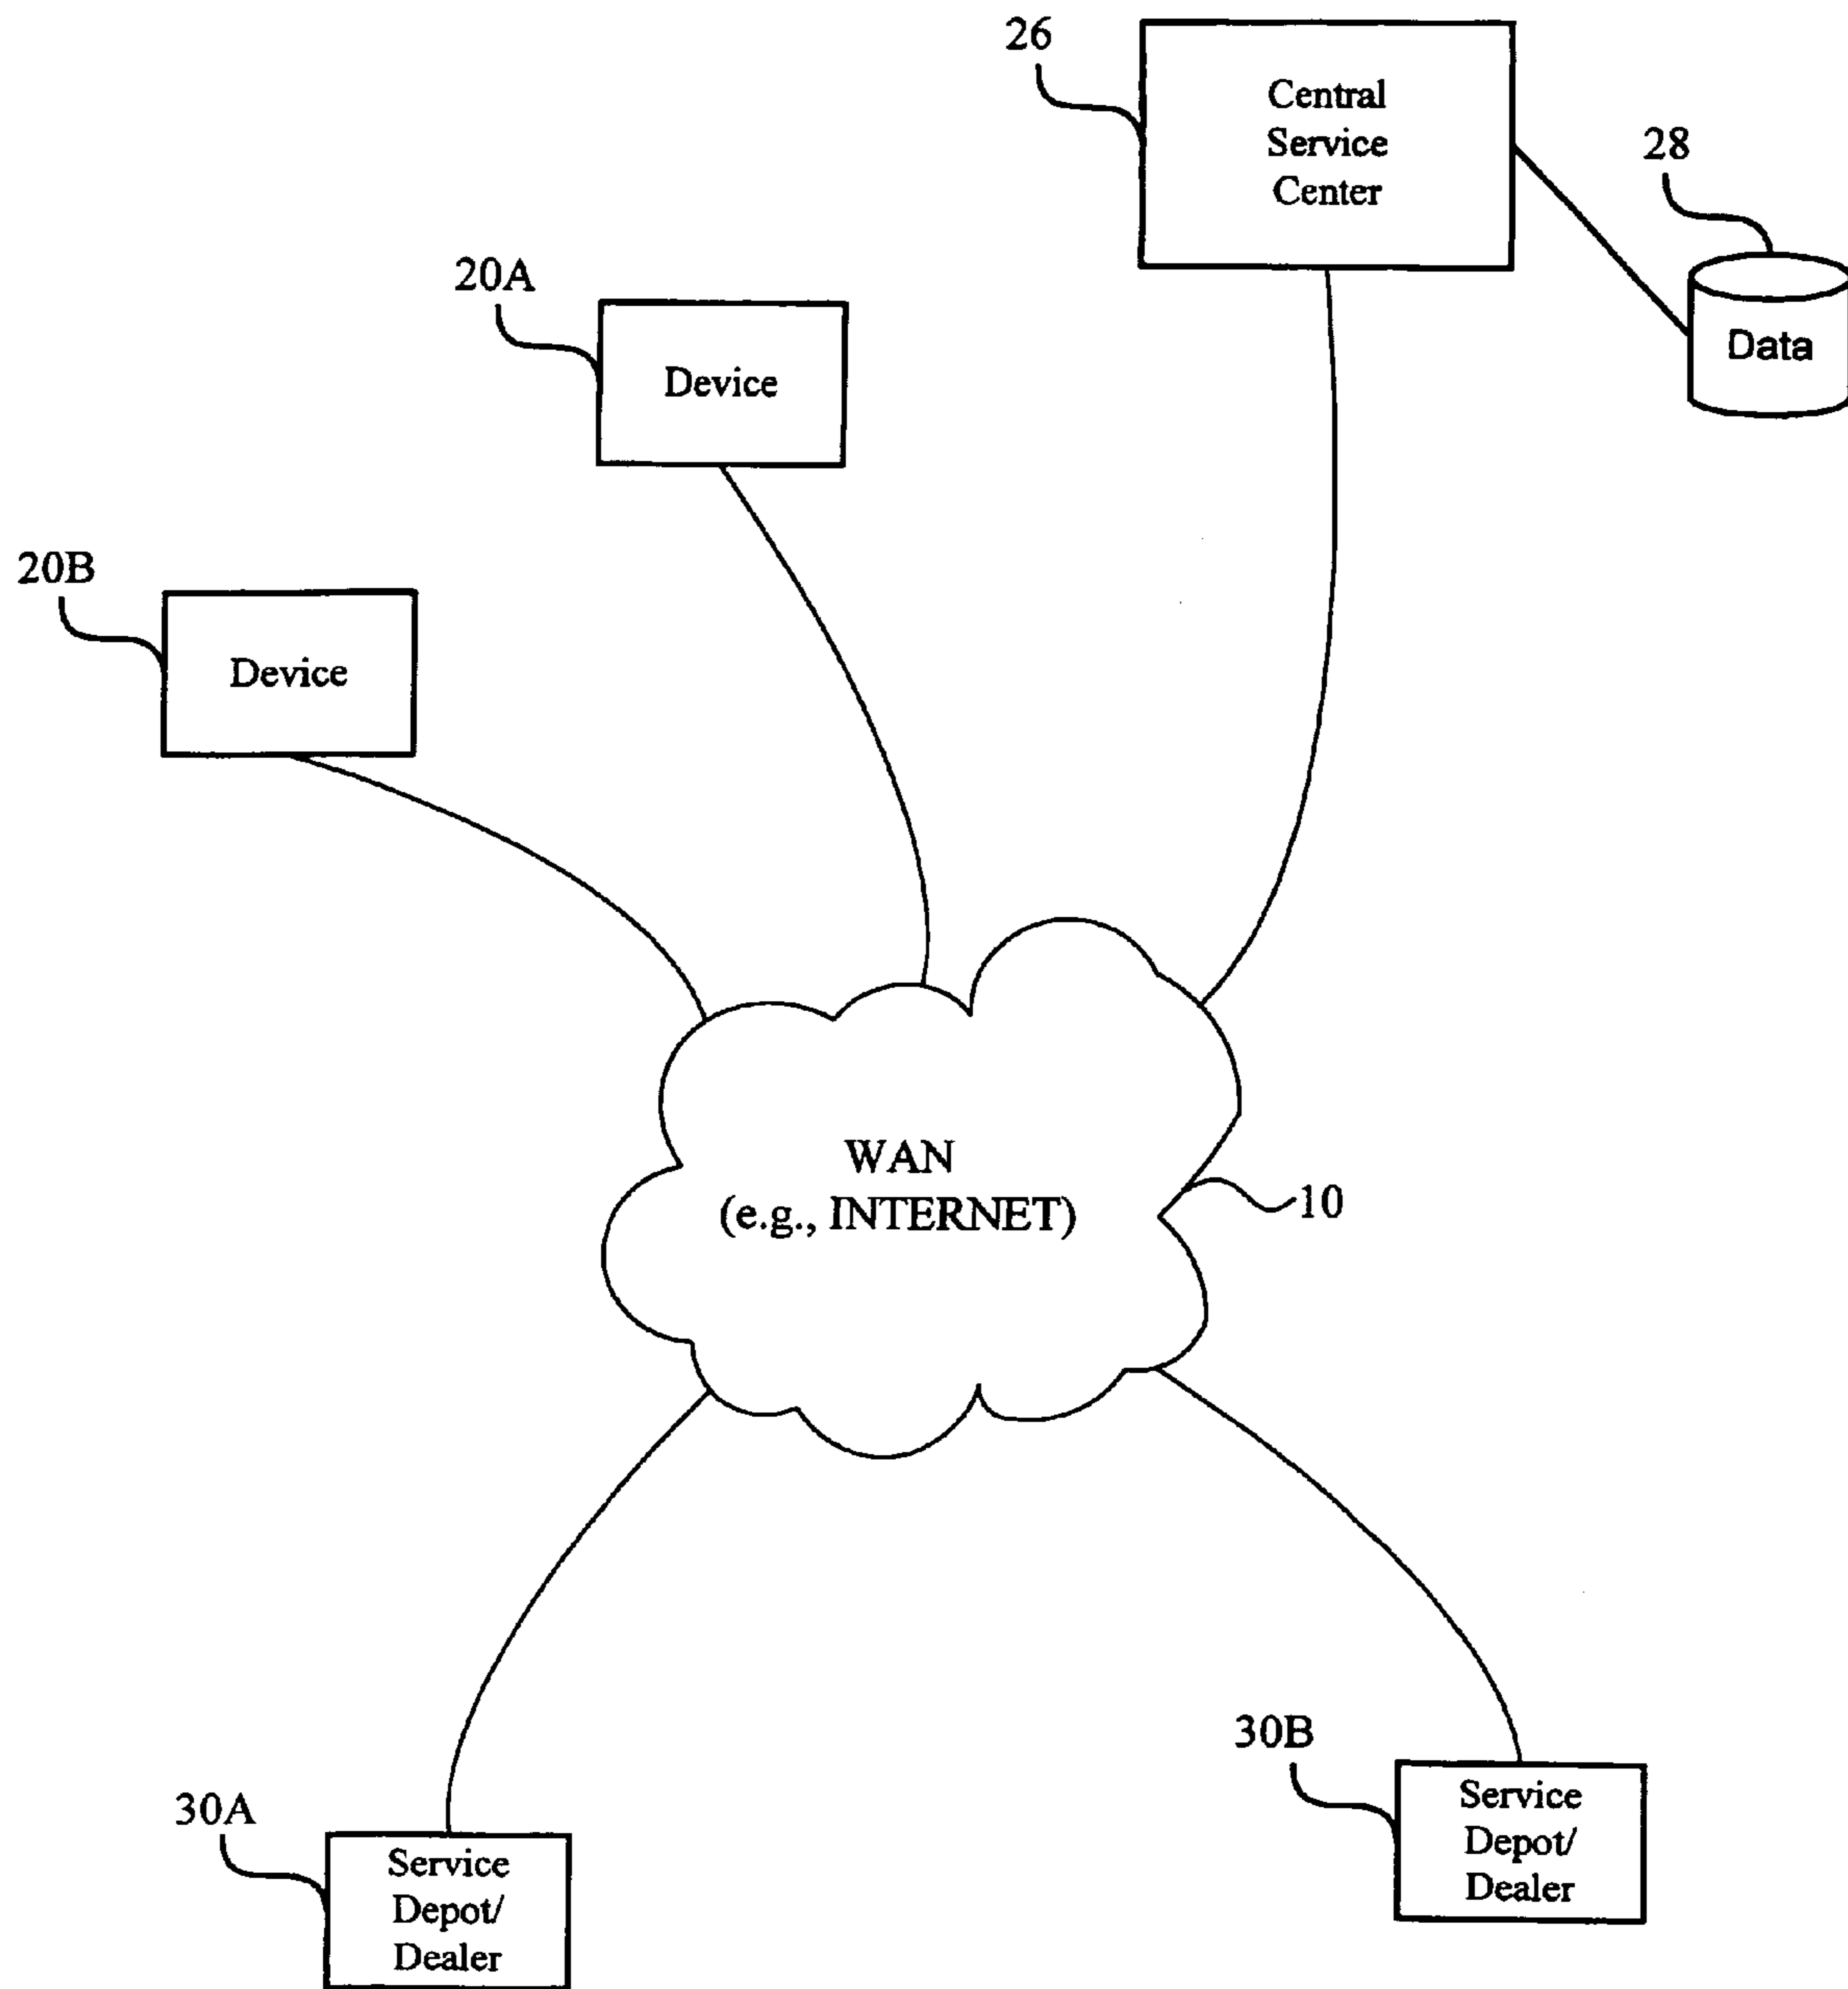 26
Central
Service
Center
28
Data
20A
Device
20B
Device
WAN
(e.g., INTERNET)
10
30B
Service
Depot/
Dealer
30A
Service
Depot/
Dealer